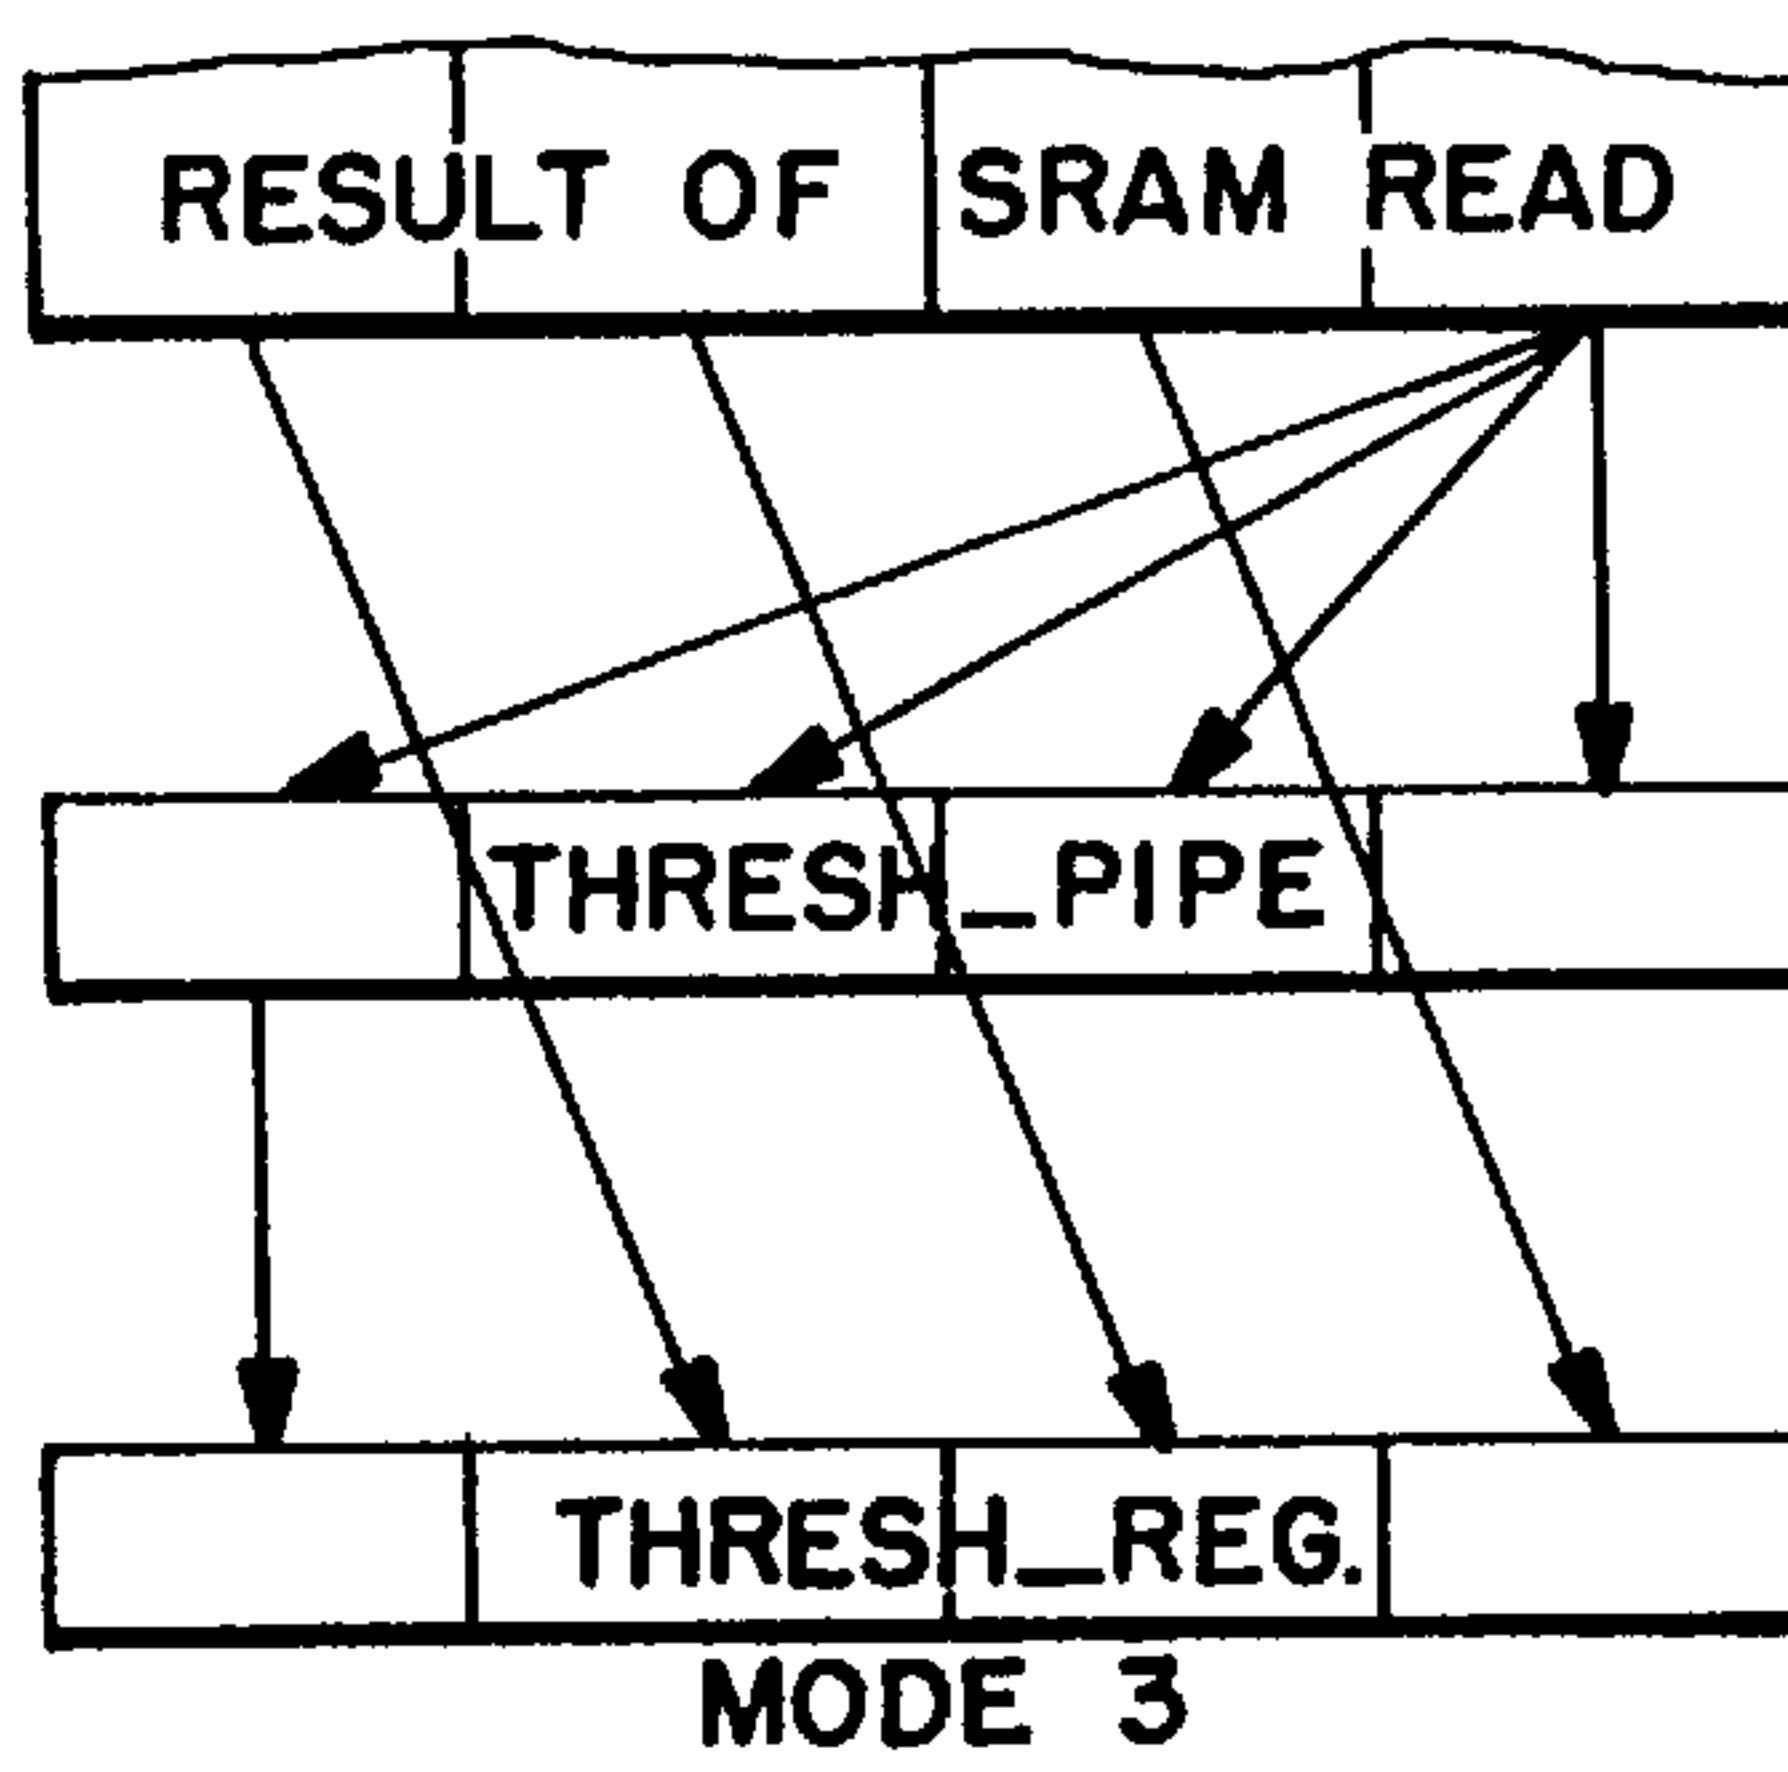 RESULT OF SRAM READ
THRESH_PIPE
THRESH_REG.
MODE 3